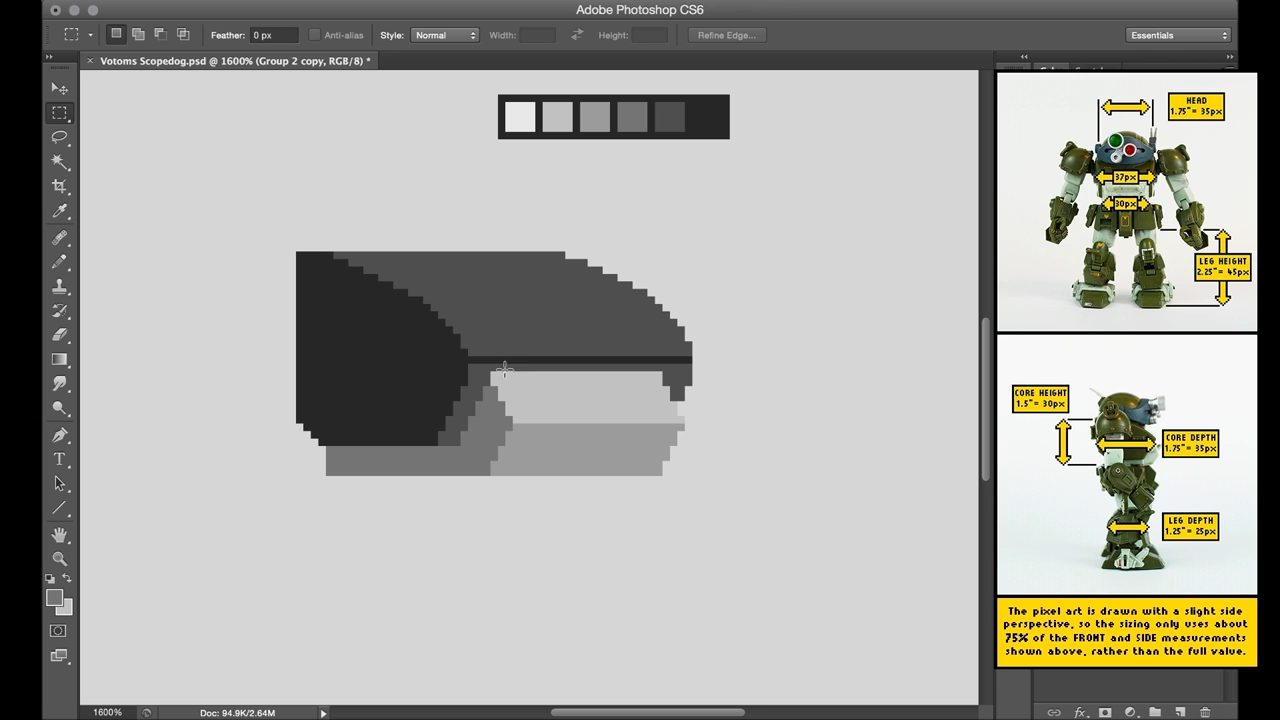 Adobe Photoshop CS6
Feather: 0 px Anti-alias Style: Normal Width: Height: Refine Edge... Essentials
× Votoms Scopedog.psd @ 1600% (Group 2 copy, RGB/8) *
HEAD
1.75"= 35px
37px
30px
LEG HEIGHT
2.25"= 45px
CORE HEIGHT
1.5"= 30px
CORE DEPTH
1.75"= 35px
LEG DEPTH
1.25"= 25px
The pixel art is drawn with a slight side
perspective, so the sizing only uses about
75% of the FRONT and SIDE measurements
shown above, rather than the full value.
1600% Doc: 94.9K/2.64M